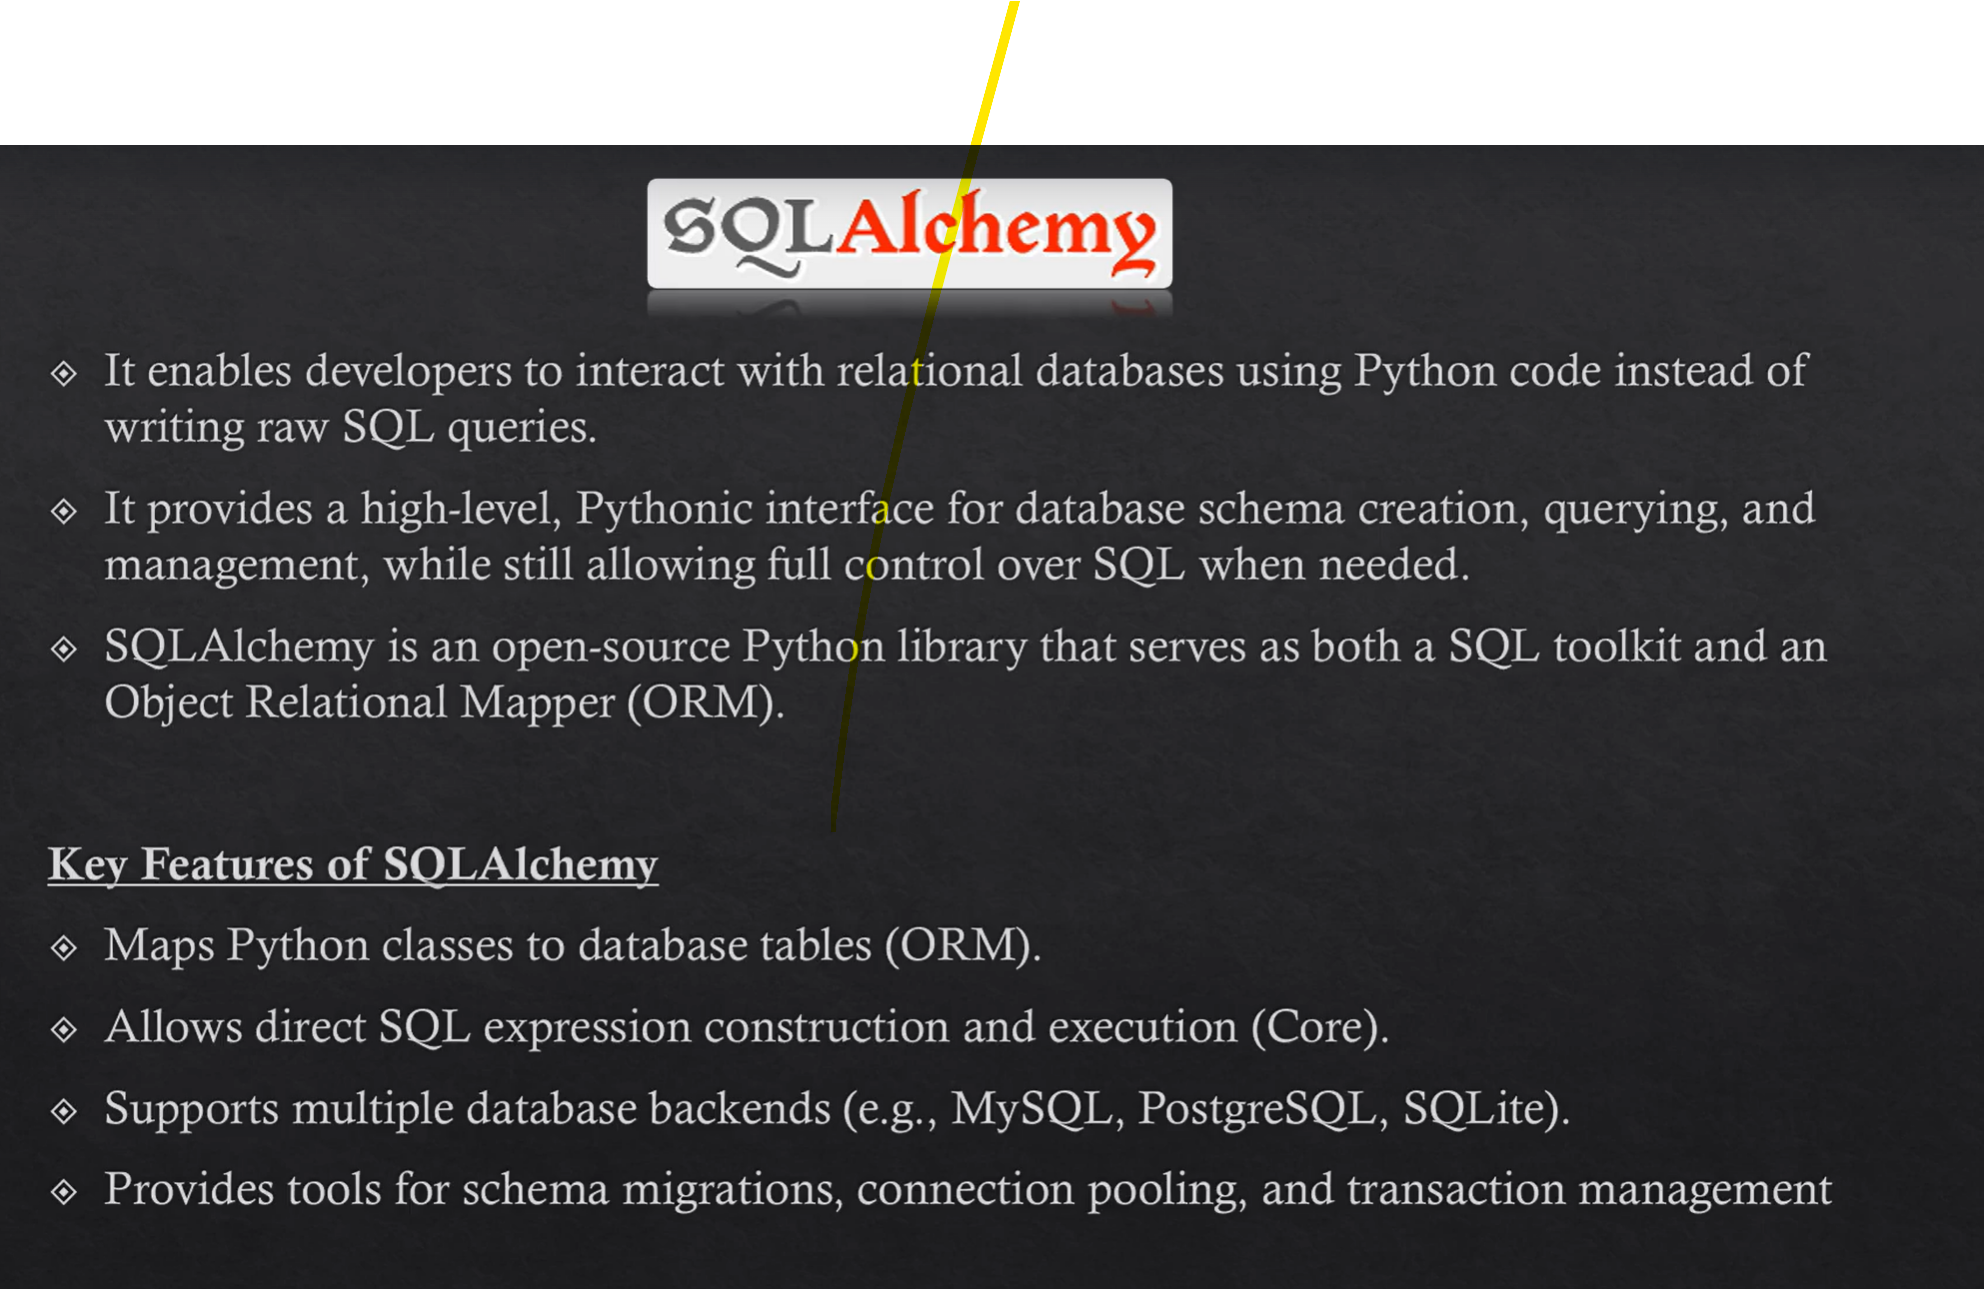 SQLAlchemy
It enables developers to interact with relational databases using Python code instead of
writing raw SQL queries.
It provides a high-level, Pythonic interface for database schema creation, querying, and
management, while still allowing full control over SQL when needed.
SQLAlchemy is an open-source Python library that serves as both a SQL toolkit and an
Object Relational Mapper (ORM).
Key Features of SQLAlchemy
Maps Python classes to database tables (ORM).
Allows direct SQL expression construction and execution (Core).
Supports multiple database backends (e.g., MySQL, PostgreSQL, SQLite).
Provides tools for schema migrations, connection pooling, and transaction management